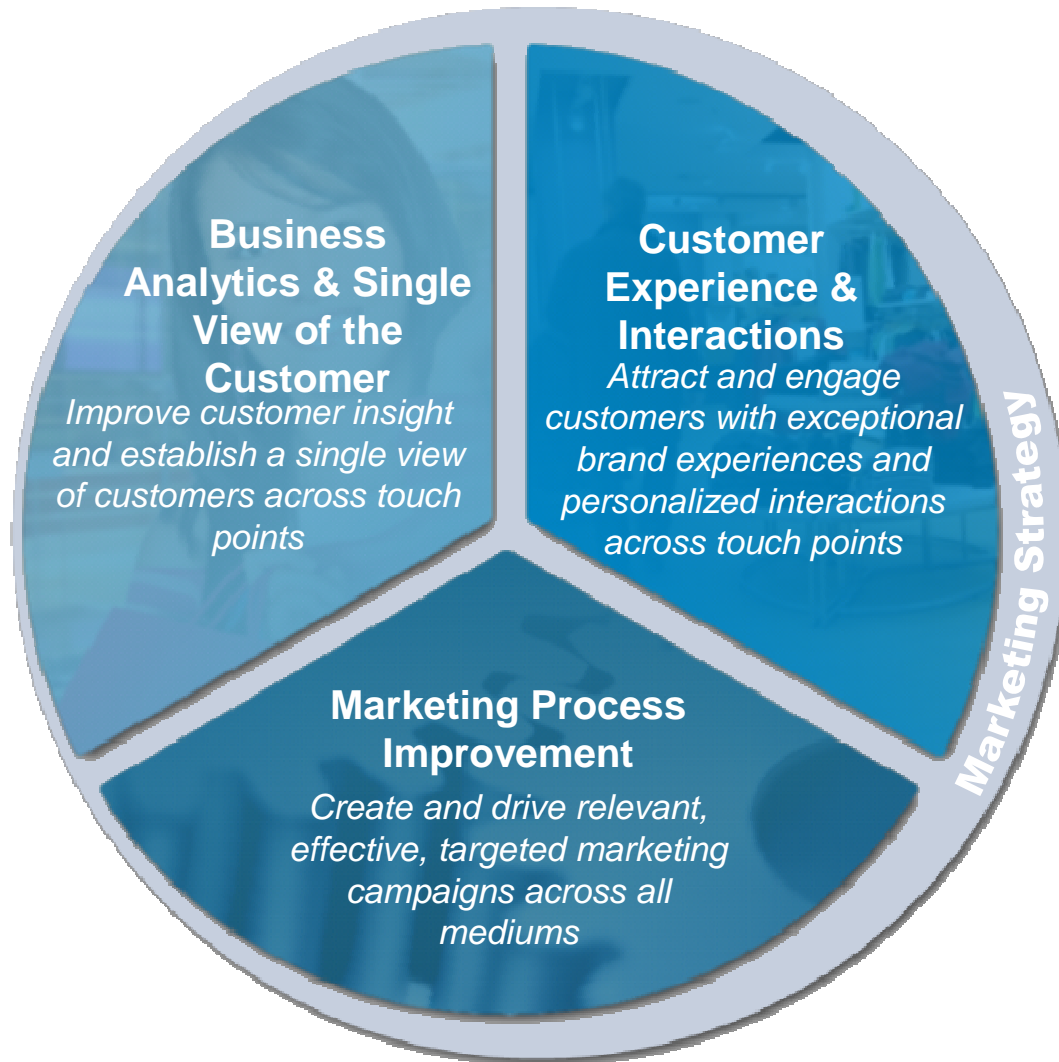 Business
Analytics & Single
View of the
Customer
Improve customer insight
and establish a single view
of customers across touch
points
Customer
Experience &
Interactions
Attract and engage
customers with exceptional
brand experiences and
personalized interactions
across touch points
Marketing Process
Improvement
Create and drive relevant,
effective, targeted marketing
campaigns across all
mediums
Marketing Strategy